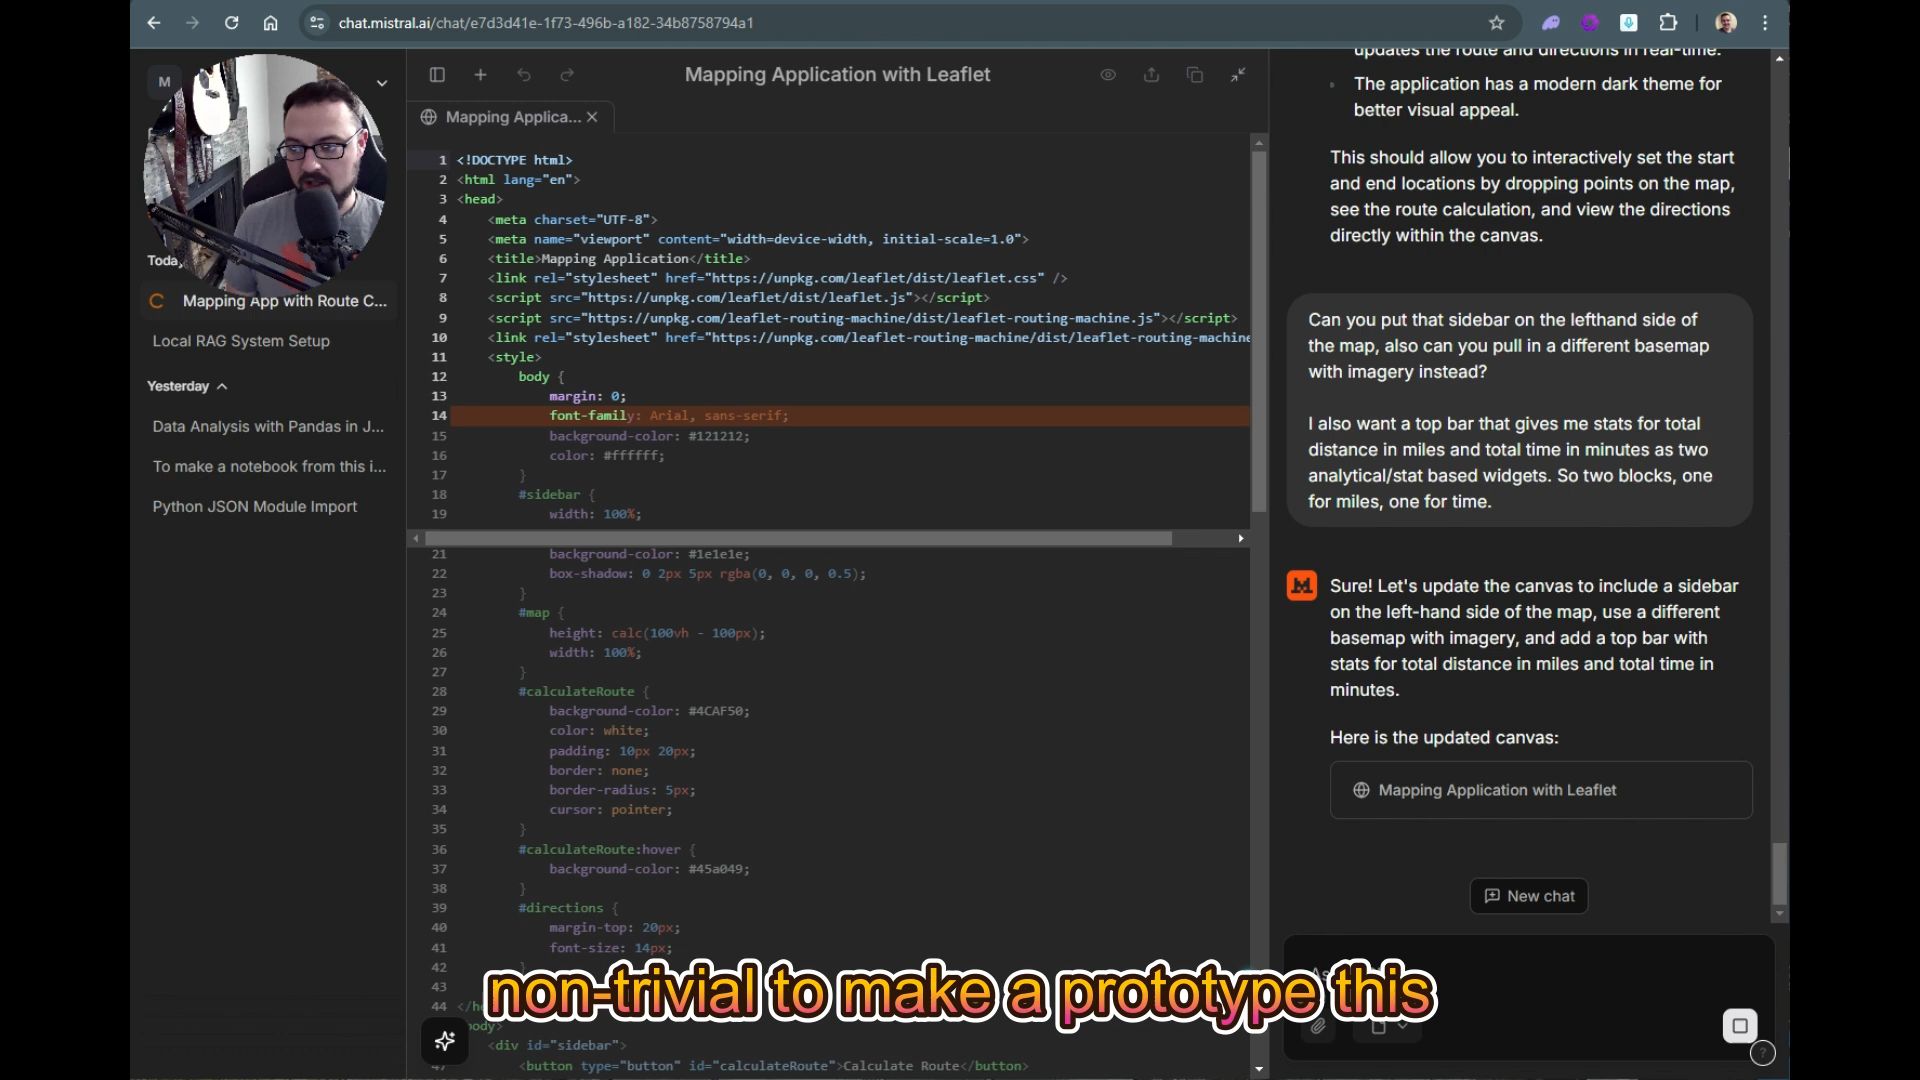 chat.mistral.ai/chat/e7d3d41e-1f73-496b-a182-34b8758794a1
M
Today
Mapping App with Route C...
Local RAG System Setup
Yesterday
Data Analysis with Pandas in J...
To make a notebook from this i...
Python JSON Module Import
Mapping Application with Leaflet
Mapping Applica...
1 <!DOCTYPE html>
2 <html lang="en">
3 <head>
4 <meta charset="UTF-8">
5 <meta name="viewport" content="width=device-width, initial-scale=1.0">
6 <title>Mapping Application</title>
7 <link rel="stylesheet" href="https://unpkg.com/leaflet/dist/leaflet.css" />
8 <script src="https://unpkg.com/leaflet/dist/leaflet.js"></script>
9 <script src="https://unpkg.com/leaflet-routing-machine/dist/leaflet-routing-machine.js"></script>
10 <link rel="stylesheet" href="https://unpkg.com/leaflet-routing-machine/dist/leaflet-routing-machine
11 <style>
12 body {
13 margin: 0;
14 font-family: Arial, sans-serif;
15 background-color: #121212;
16 color: #ffffff;
17 }
18 #sidebar {
19 width: 100%;
21 background-color: #1e1e1e;
22 box-shadow: 0 2px 5px rgba(0, 0, 0, 0.5);
23 }
24 #map {
25 height: calc(100vh - 100px);
26 width: 100%;
27 }
28 #calculateRoute {
29 background-color: #4CAF50;
30 color: white;
31 padding: 10px 20px;
32 border: none;
33 border-radius: 5px;
34 cursor: pointer;
35 }
36 #calculateRoute:hover {
37 background-color: #45a049;
38 }
39 #directions {
40 margin-top: 20px;
41 font-size: 14px;
42 }
43
44
body>
<div id="sidebar">
<button type="button" id="calculateRoute">Calculate Route</button>
updates the route and directions in real-time.
The application has a modern dark theme for
better visual appeal.
This should allow you to interactively set the start
and end locations by dropping points on the map,
see the route calculation, and view the directions
directly within the canvas.
Can you put that sidebar on the lefthand side of
the map, also can you pull in a different basemap
with imagery instead?
I also want a top bar that gives me stats for total
distance in miles and total time in minutes as two
analytical/stat based widgets. So two blocks, one
for miles, one for time.
Sure! Let's update the canvas to include a sidebar
on the left-hand side of the map, use a different
basemap with imagery, and add a top bar with
stats for total distance in miles and total time in
minutes.
Here is the updated canvas:
Mapping Application with Leaflet
New chat
?
non-trivial to make a prototype this